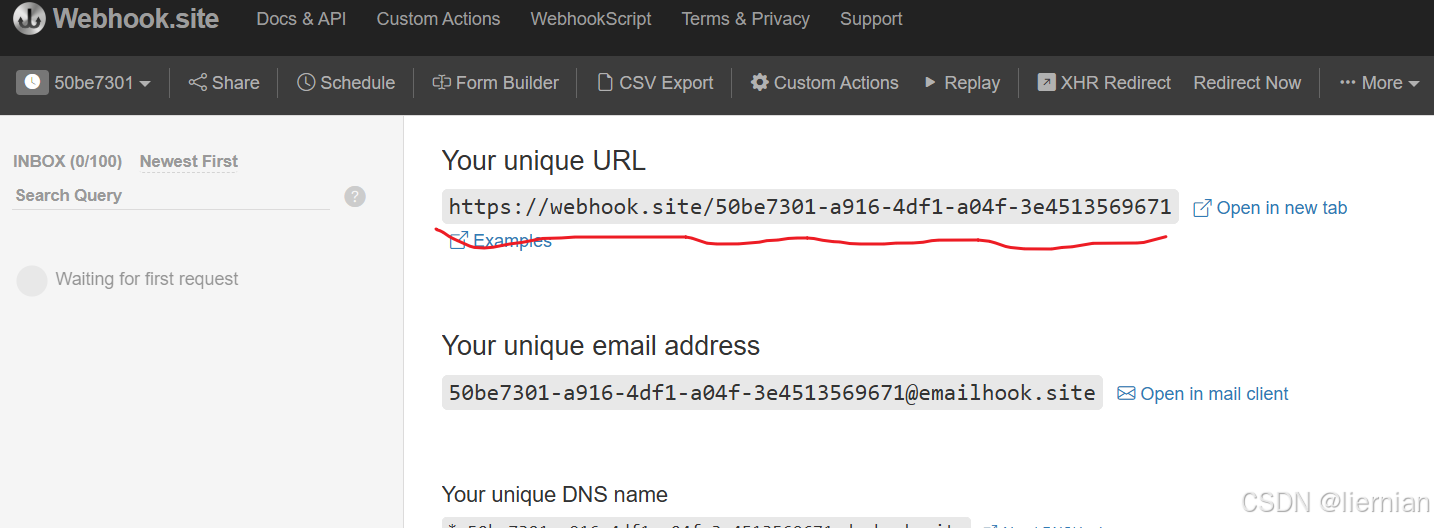 Webhook.site Docs & API Custom Actions WebhookScript Terms & Privacy Support
50be7301 Share Schedule Form Builder CSV Export Custom Actions Replay XHR Redirect Redirect Now More
INBOX (0/100) Newest First
Search Query ?
Waiting for first request
Your unique URL
https://webhook.site/50be7301-a916-4df1-a04f-3e4513569671 Open in new tab
Examples
Your unique email address
50be7301-a916-4df1-a04f-3e4513569671@emailhook.site Open in mail client
Your unique DNS name
CSDN @liernian